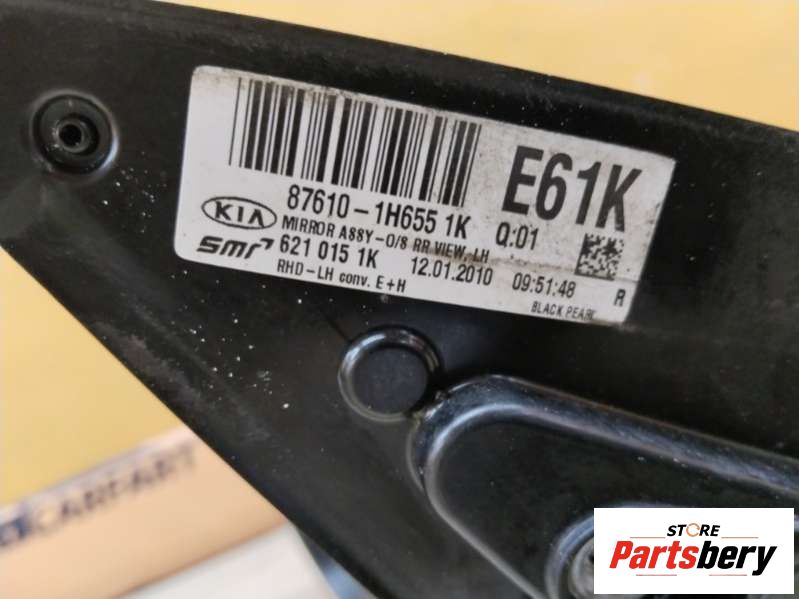 87610-1H655 1K
E61K
KIA
MIRROR ASSY-O/S RR VIEW, LH
Q:01
smr 621 015 1K
12.01.2010
09:51:48
R
RHD-LH conv. E+H
BLACK PEARL
CARPART
STORE
Partsbery